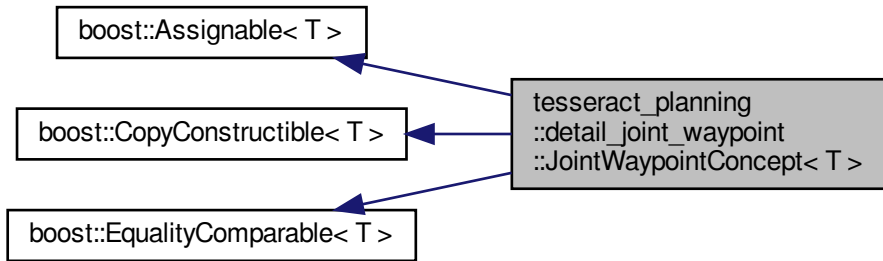 boost::Assignable< T >
boost::CopyConstructible< T >
boost::EqualityComparable< T >
tesseract_planning
::detail_joint_waypoint
::JointWaypointConcept< T >